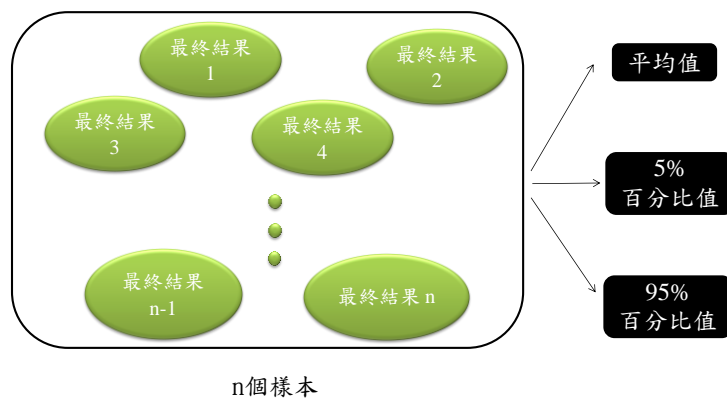 最終結果
1
最終結果
2
最終結果
3
最終結果
4
最終結果
n-1
最終結果 n
n個樣本
平均值
5%
百分比值
95%
百分比值